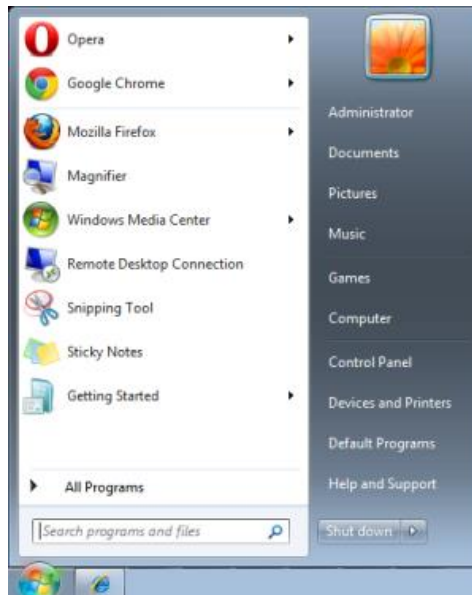 Opera
Google Chrome
Mozilla Firefox
Magnifier
Windows Media Center
Remote Desktop Connection
Snipping Tool
Sticky Notes
Getting Started
All Programs
Search programs and files
Administrator
Documents
Pictures
Music
Games
Computer
Control Panel
Devices and Printers
Default Programs
Help and Support
Shut down